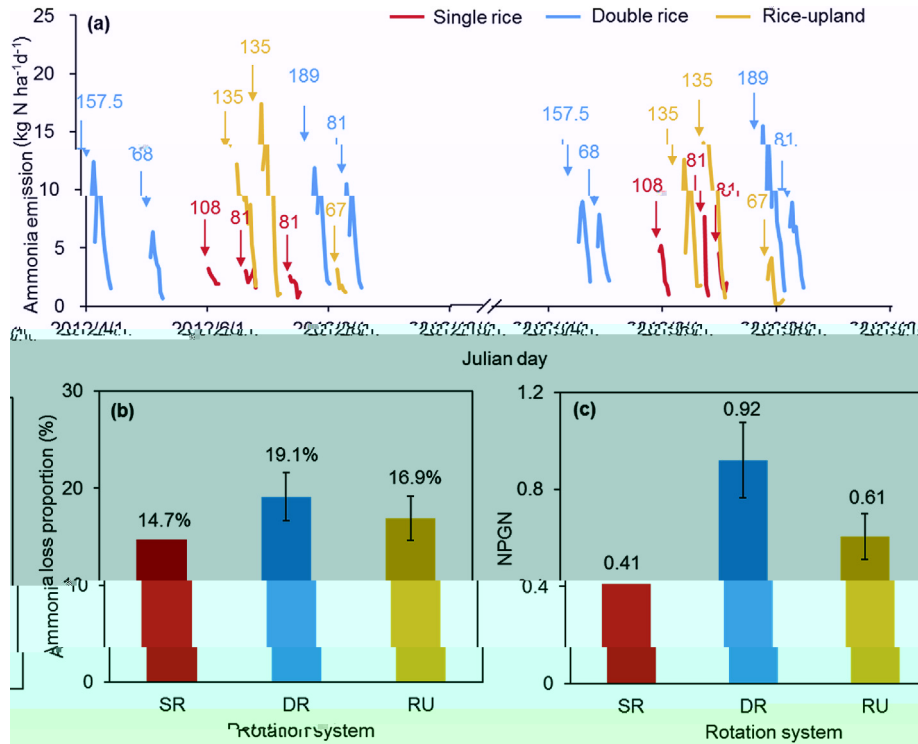 (a)
Single rice
Double rice
Rice-upland
Ammonia emission (kg N ha⁻¹d⁻¹)
25
20
15
10
5
0
157.5
68
108
135
81
135
81
189
81
67
157.5
68
108
135
81
135
81
189
81
67
Julian day
(b)
Ammonia loss proportion (%)
30
20
10
0
14.7%
19.1%
16.9%
SR
DR
RU
Rotation system
(c)
NPGN
1.2
0.8
0.4
0
0.41
0.92
0.61
SR
DR
RU
Rotation system